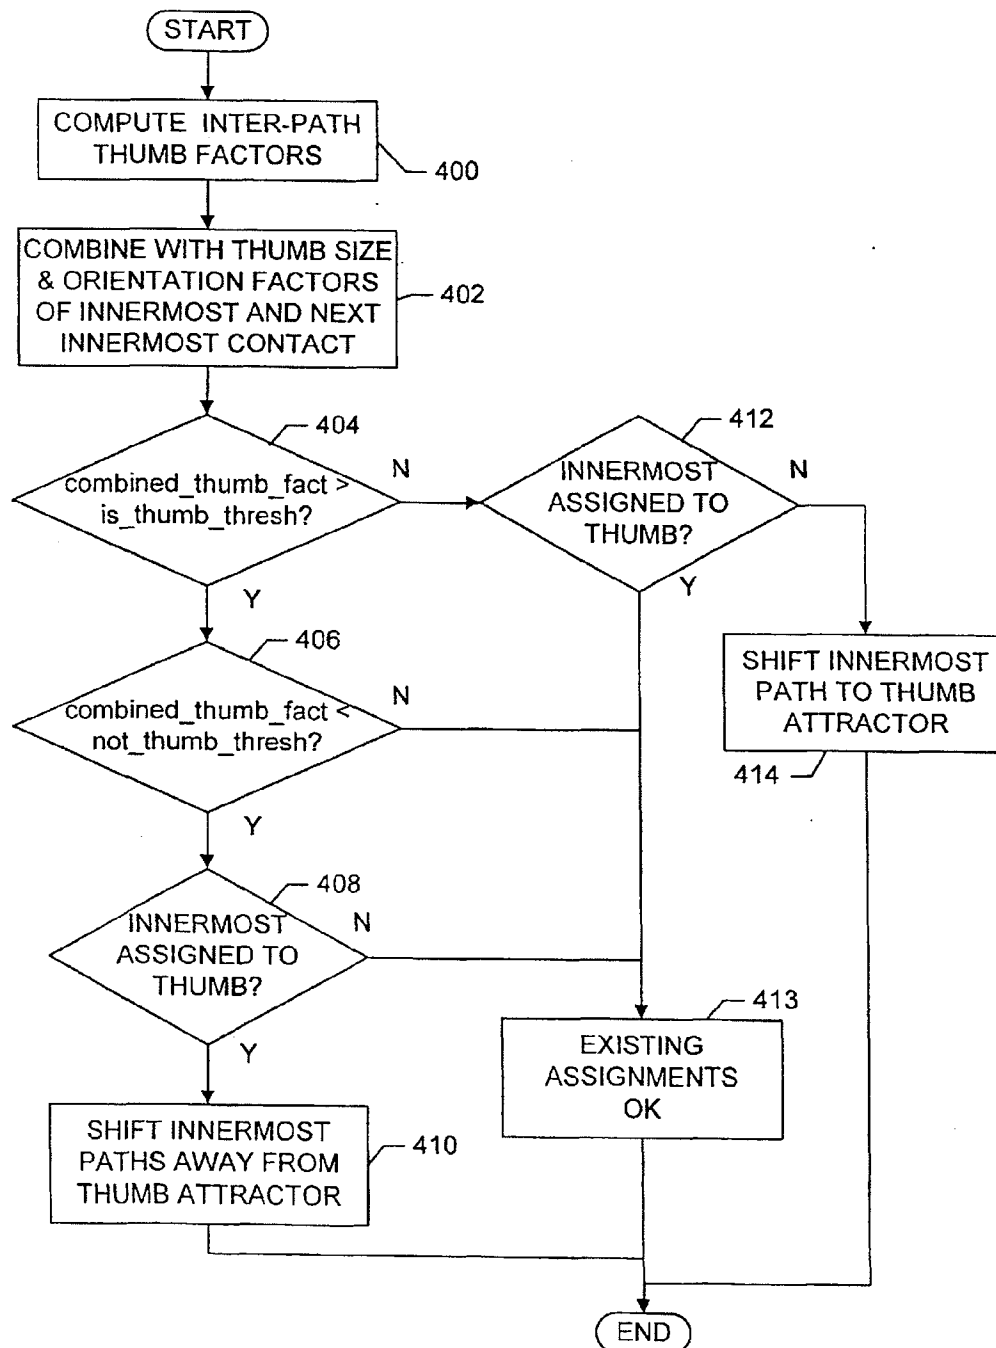 START
COMPUTE INTER-PATH
THUMB FACTORS
400
COMBINE WITH THUMB SIZE
& ORIENTATION FACTORS
OF INNERMOST AND NEXT
INNERMOST CONTACT
402
404
combined_thumb_fact >
is_thumb_thresh?
N
Y
412
INNERMOST
ASSIGNED TO
THUMB?
N
Y
406
combined_thumb_fact <
not_thumb_thresh?
N
Y
SHIFT INNERMOST
PATH TO THUMB
ATTRACTOR
414
408
INNERMOST
ASSIGNED TO
THUMB?
N
Y
413
EXISTING
ASSIGNMENTS
OK
SHIFT INNERMOST
PATHS AWAY FROM
THUMB ATTRACTOR
410
END